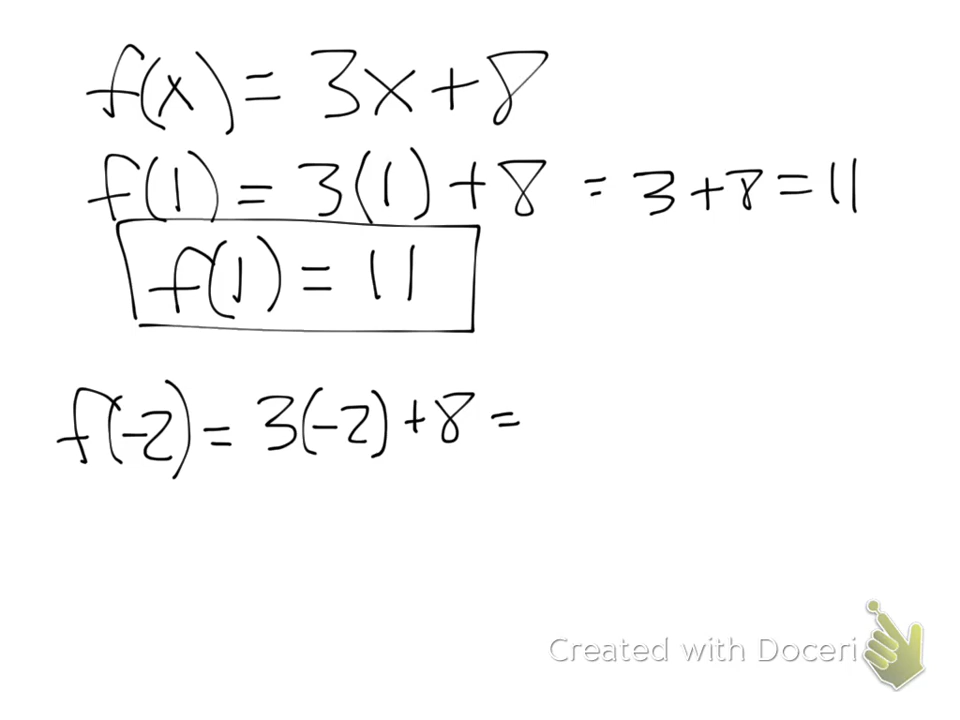 f(x) = 3x + 8
f(1) = 3(1) + 8 = 3 + 8 = 11
f(1) = 11
f(-2) = 3(-2) + 8 =
Created with Doceri